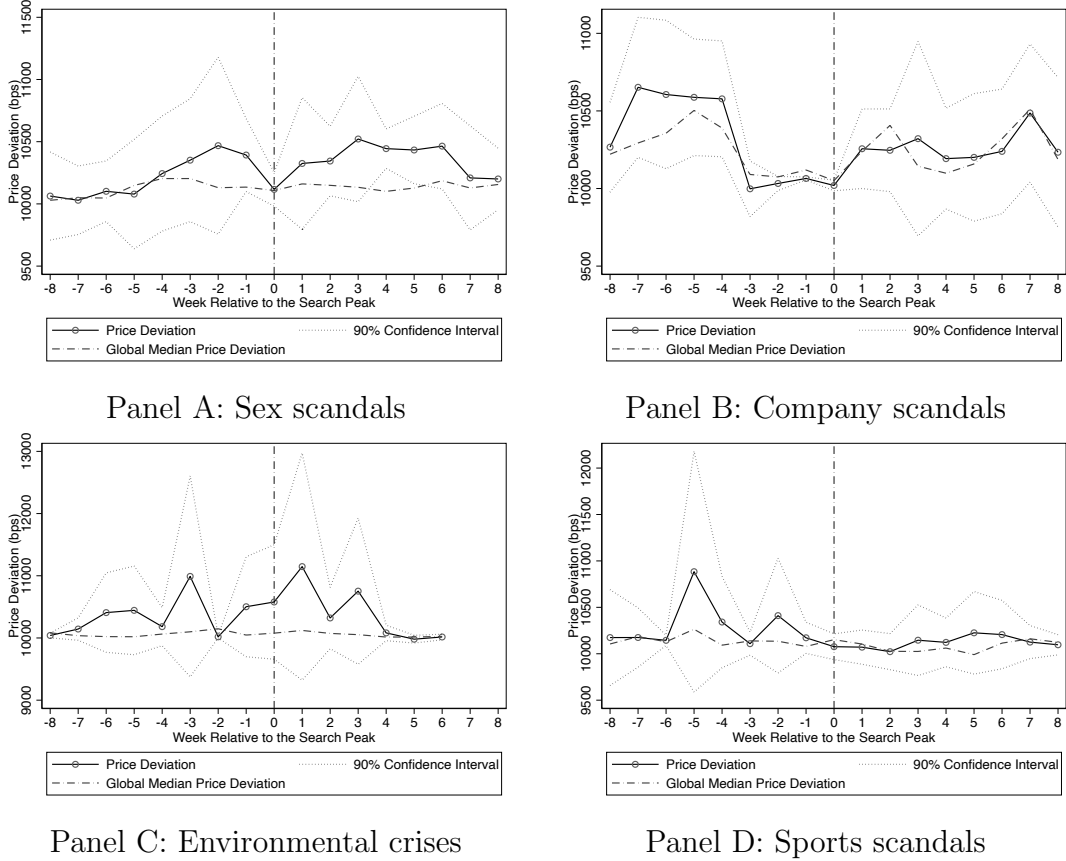 Price Deviation (bps)
9500 10000 10500 11000 11500
-8 -7 -6 -5 -4 -3 -2 -1 0 1 2 3 4 5 6 7 8
Week Relative to the Search Peak
Price Deviation
90% Confidence Interval
Global Median Price Deviation
Panel A: Sex scandals
Price Deviation (bps)
9500 10000 10500 11000
-8 -7 -6 -5 -4 -3 -2 -1 0 1 2 3 4 5 6 7 8
Week Relative to the Search Peak
Price Deviation
90% Confidence Interval
Global Median Price Deviation
Panel B: Company scandals
Price Deviation (bps)
9000 10000 11000 12000 13000
-8 -7 -6 -5 -4 -3 -2 -1 0 1 2 3 4 5 6 7 8
Week Relative to the Search Peak
Price Deviation
90% Confidence Interval
Global Median Price Deviation
Panel C: Environmental crises
Price Deviation (bps)
9500 10000 10500 11000 11500 12000
-8 -7 -6 -5 -4 -3 -2 -1 0 1 2 3 4 5 6 7 8
Week Relative to the Search Peak
Price Deviation
90% Confidence Interval
Global Median Price Deviation
Panel D: Sports scandals